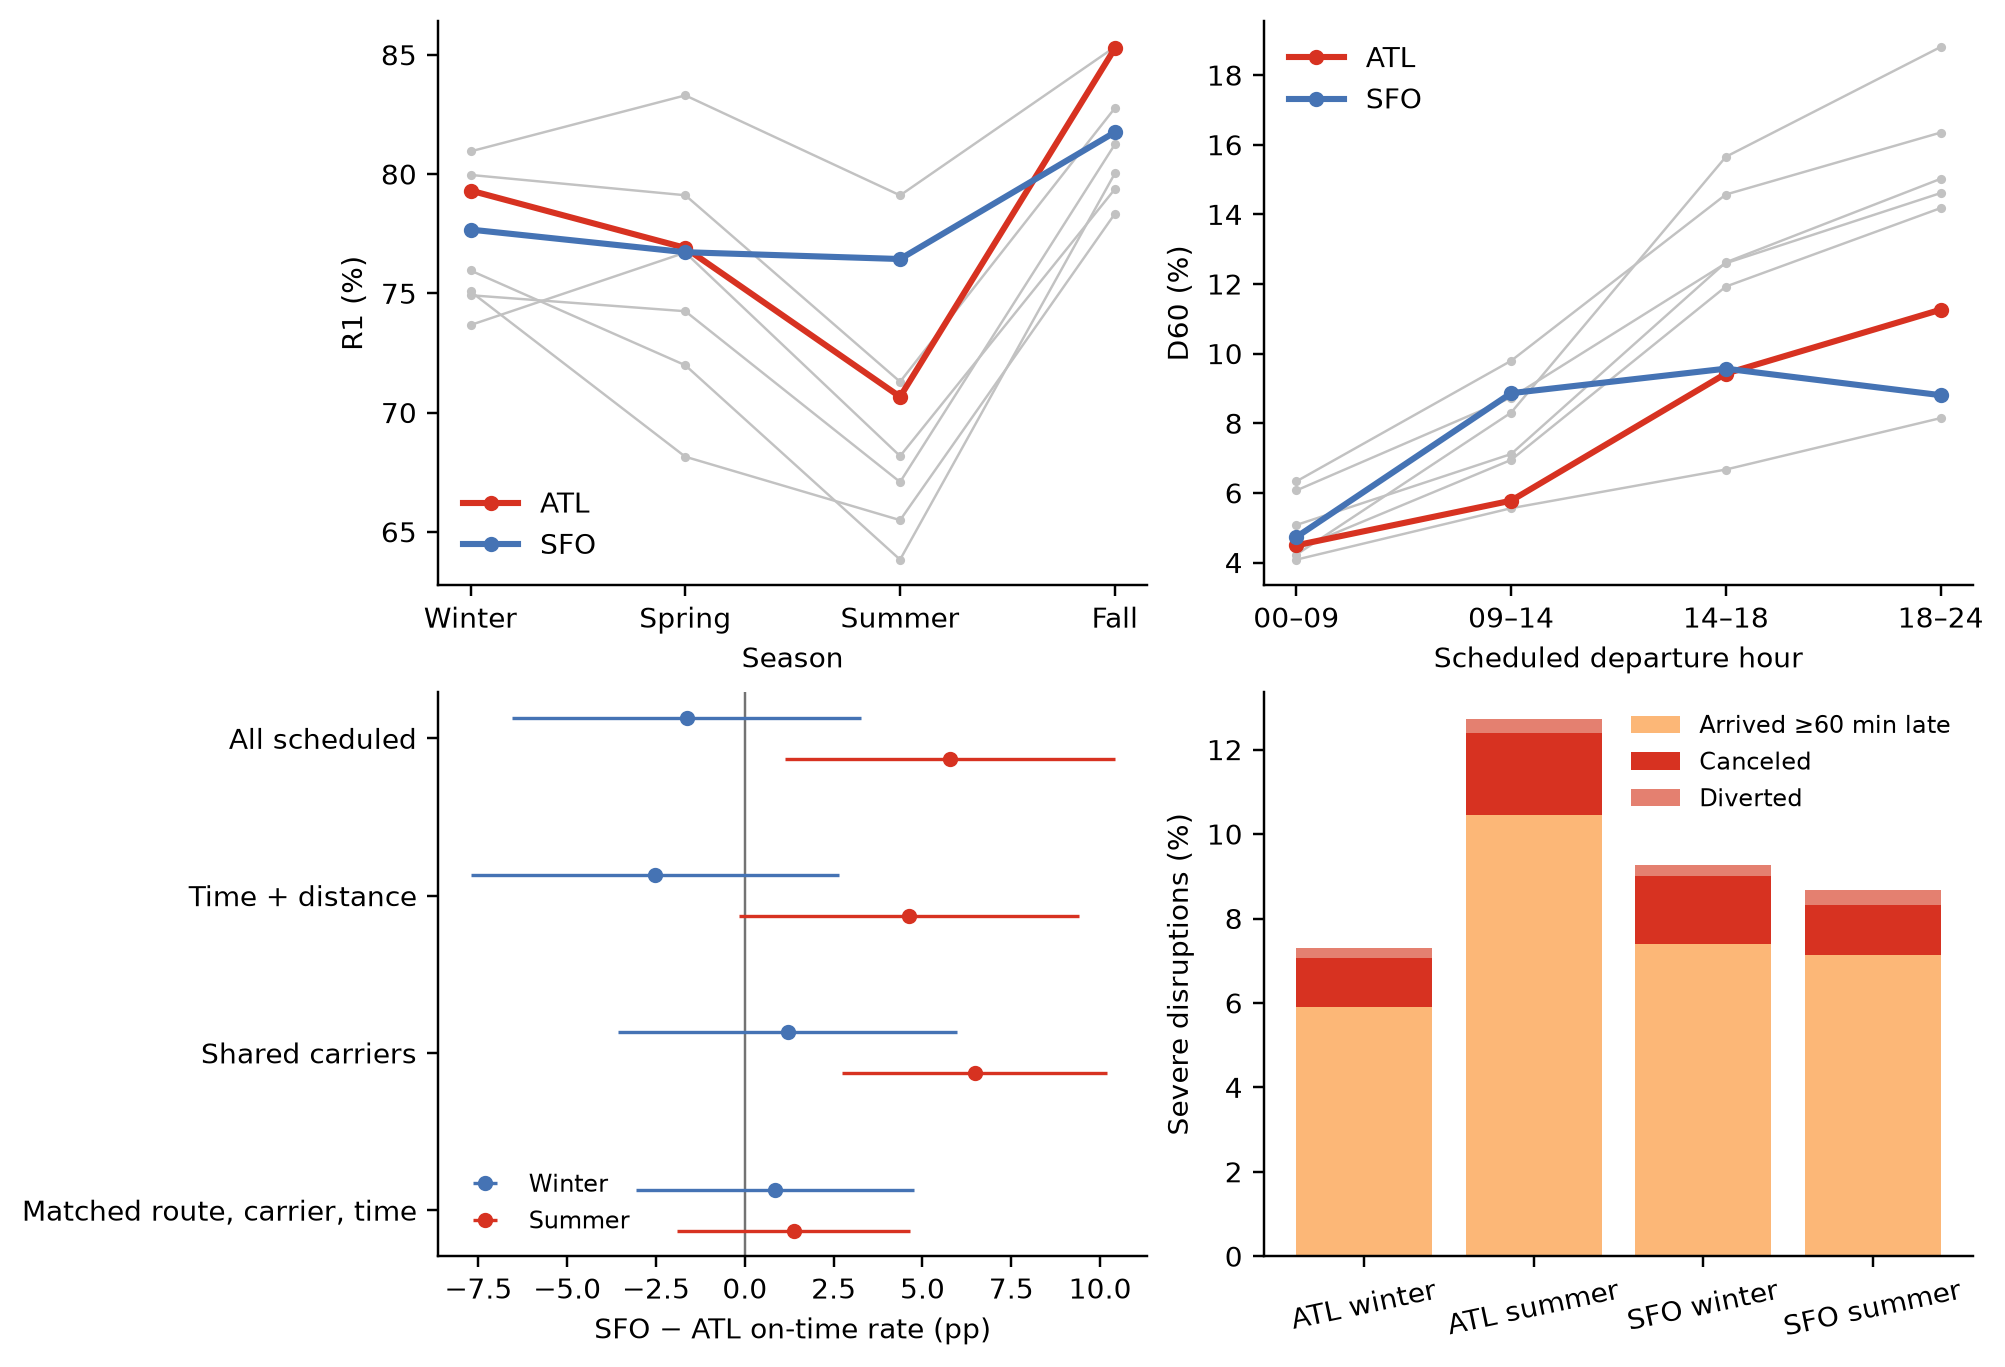 85
80
75
70
65
R1 (%)
ATL
SFO
Winter
Spring
Summer
Fall
Season
18
16
14
12
10
8
6
4
D60 (%)
ATL
SFO
00–09
09–14
14–18
18–24
Scheduled departure hour
All scheduled
Time + distance
Shared carriers
Matched route, carrier, time
Winter
Summer
−7.5
−5.0
−2.5
0.0
2.5
5.0
7.5
10.0
SFO − ATL on-time rate (pp)
12
10
8
6
4
2
0
Severe disruptions (%)
Arrived ≥60 min late
Canceled
Diverted
ATL winter
ATL summer
SFO winter
SFO summer